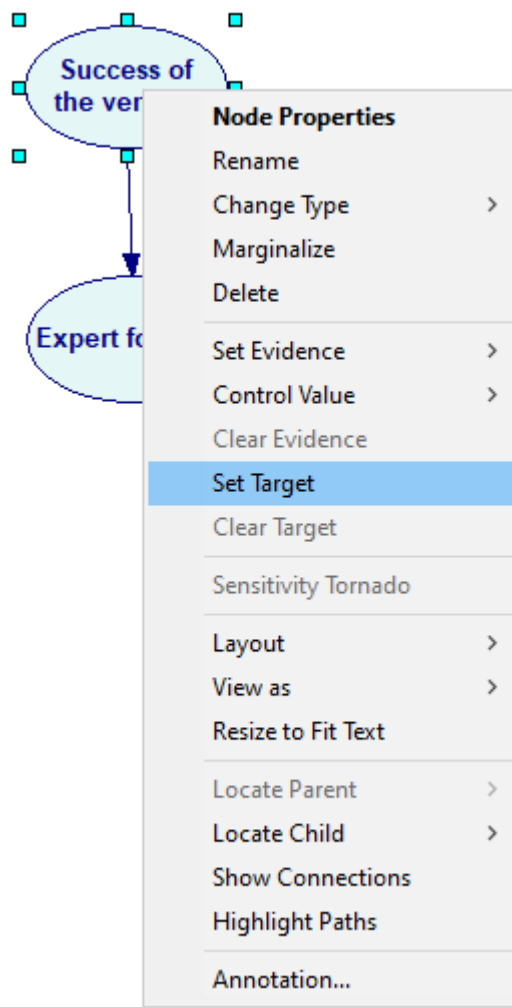 Success of
the ver
Expert fo
Node Properties
Rename
Change Type
Marginalize
Delete
Set Evidence
Control Value
Clear Evidence
Set Target
Clear Target
Sensitivity Tornado
Layout
View as
Resize to Fit Text
Locate Parent
Locate Child
Show Connections
Highlight Paths
Annotation...